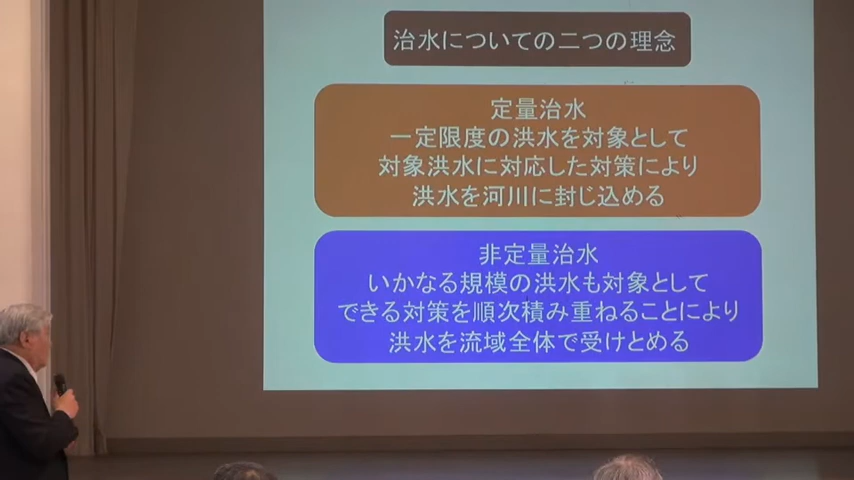 治水についての二つの理念
定量治水
一定限度の洪水を対象として
対象洪水に対応した対策により
洪水を河川に封じ込める
非定量治水
いかなる規模の洪水も対象として
できる対策を順次積み重ねることにより
洪水を流域全体で受けとめる